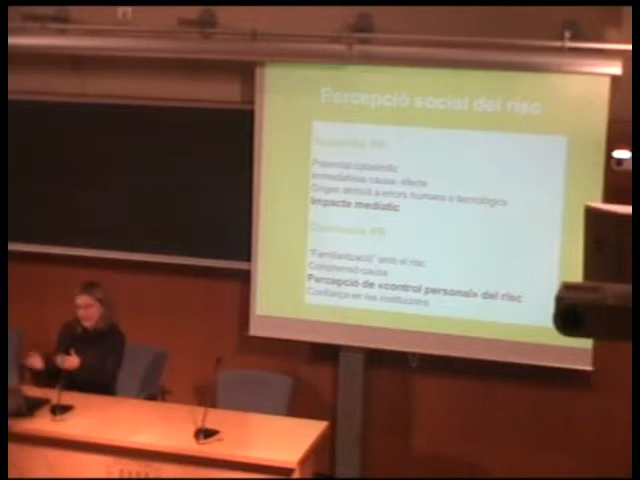 Percepció social del risc
Potencial catastròfic
Immediatesa causa-efecte
Origen atribuït a errors humans o tecnològics
Impacte mediàtic
"Familiarització" amb el risc
Comprensió causa
Percepció de «control personal» del risc
Confiança en les institucions